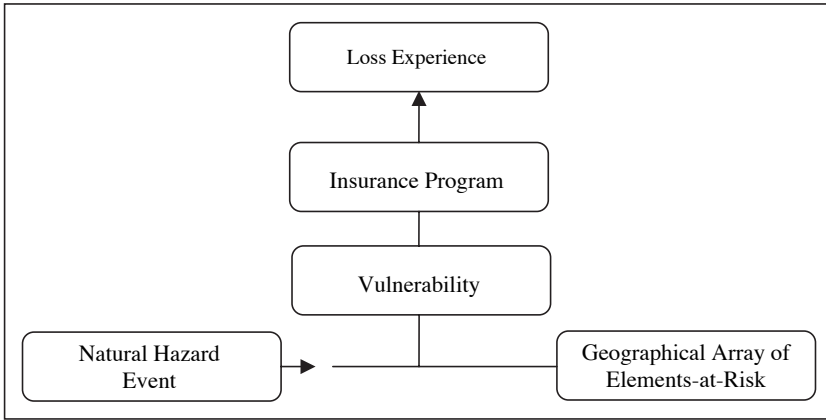 Loss Experience
Insurance Program
Vulnerability
Natural Hazard
Event
Geographical Array of
Elements-at-Risk